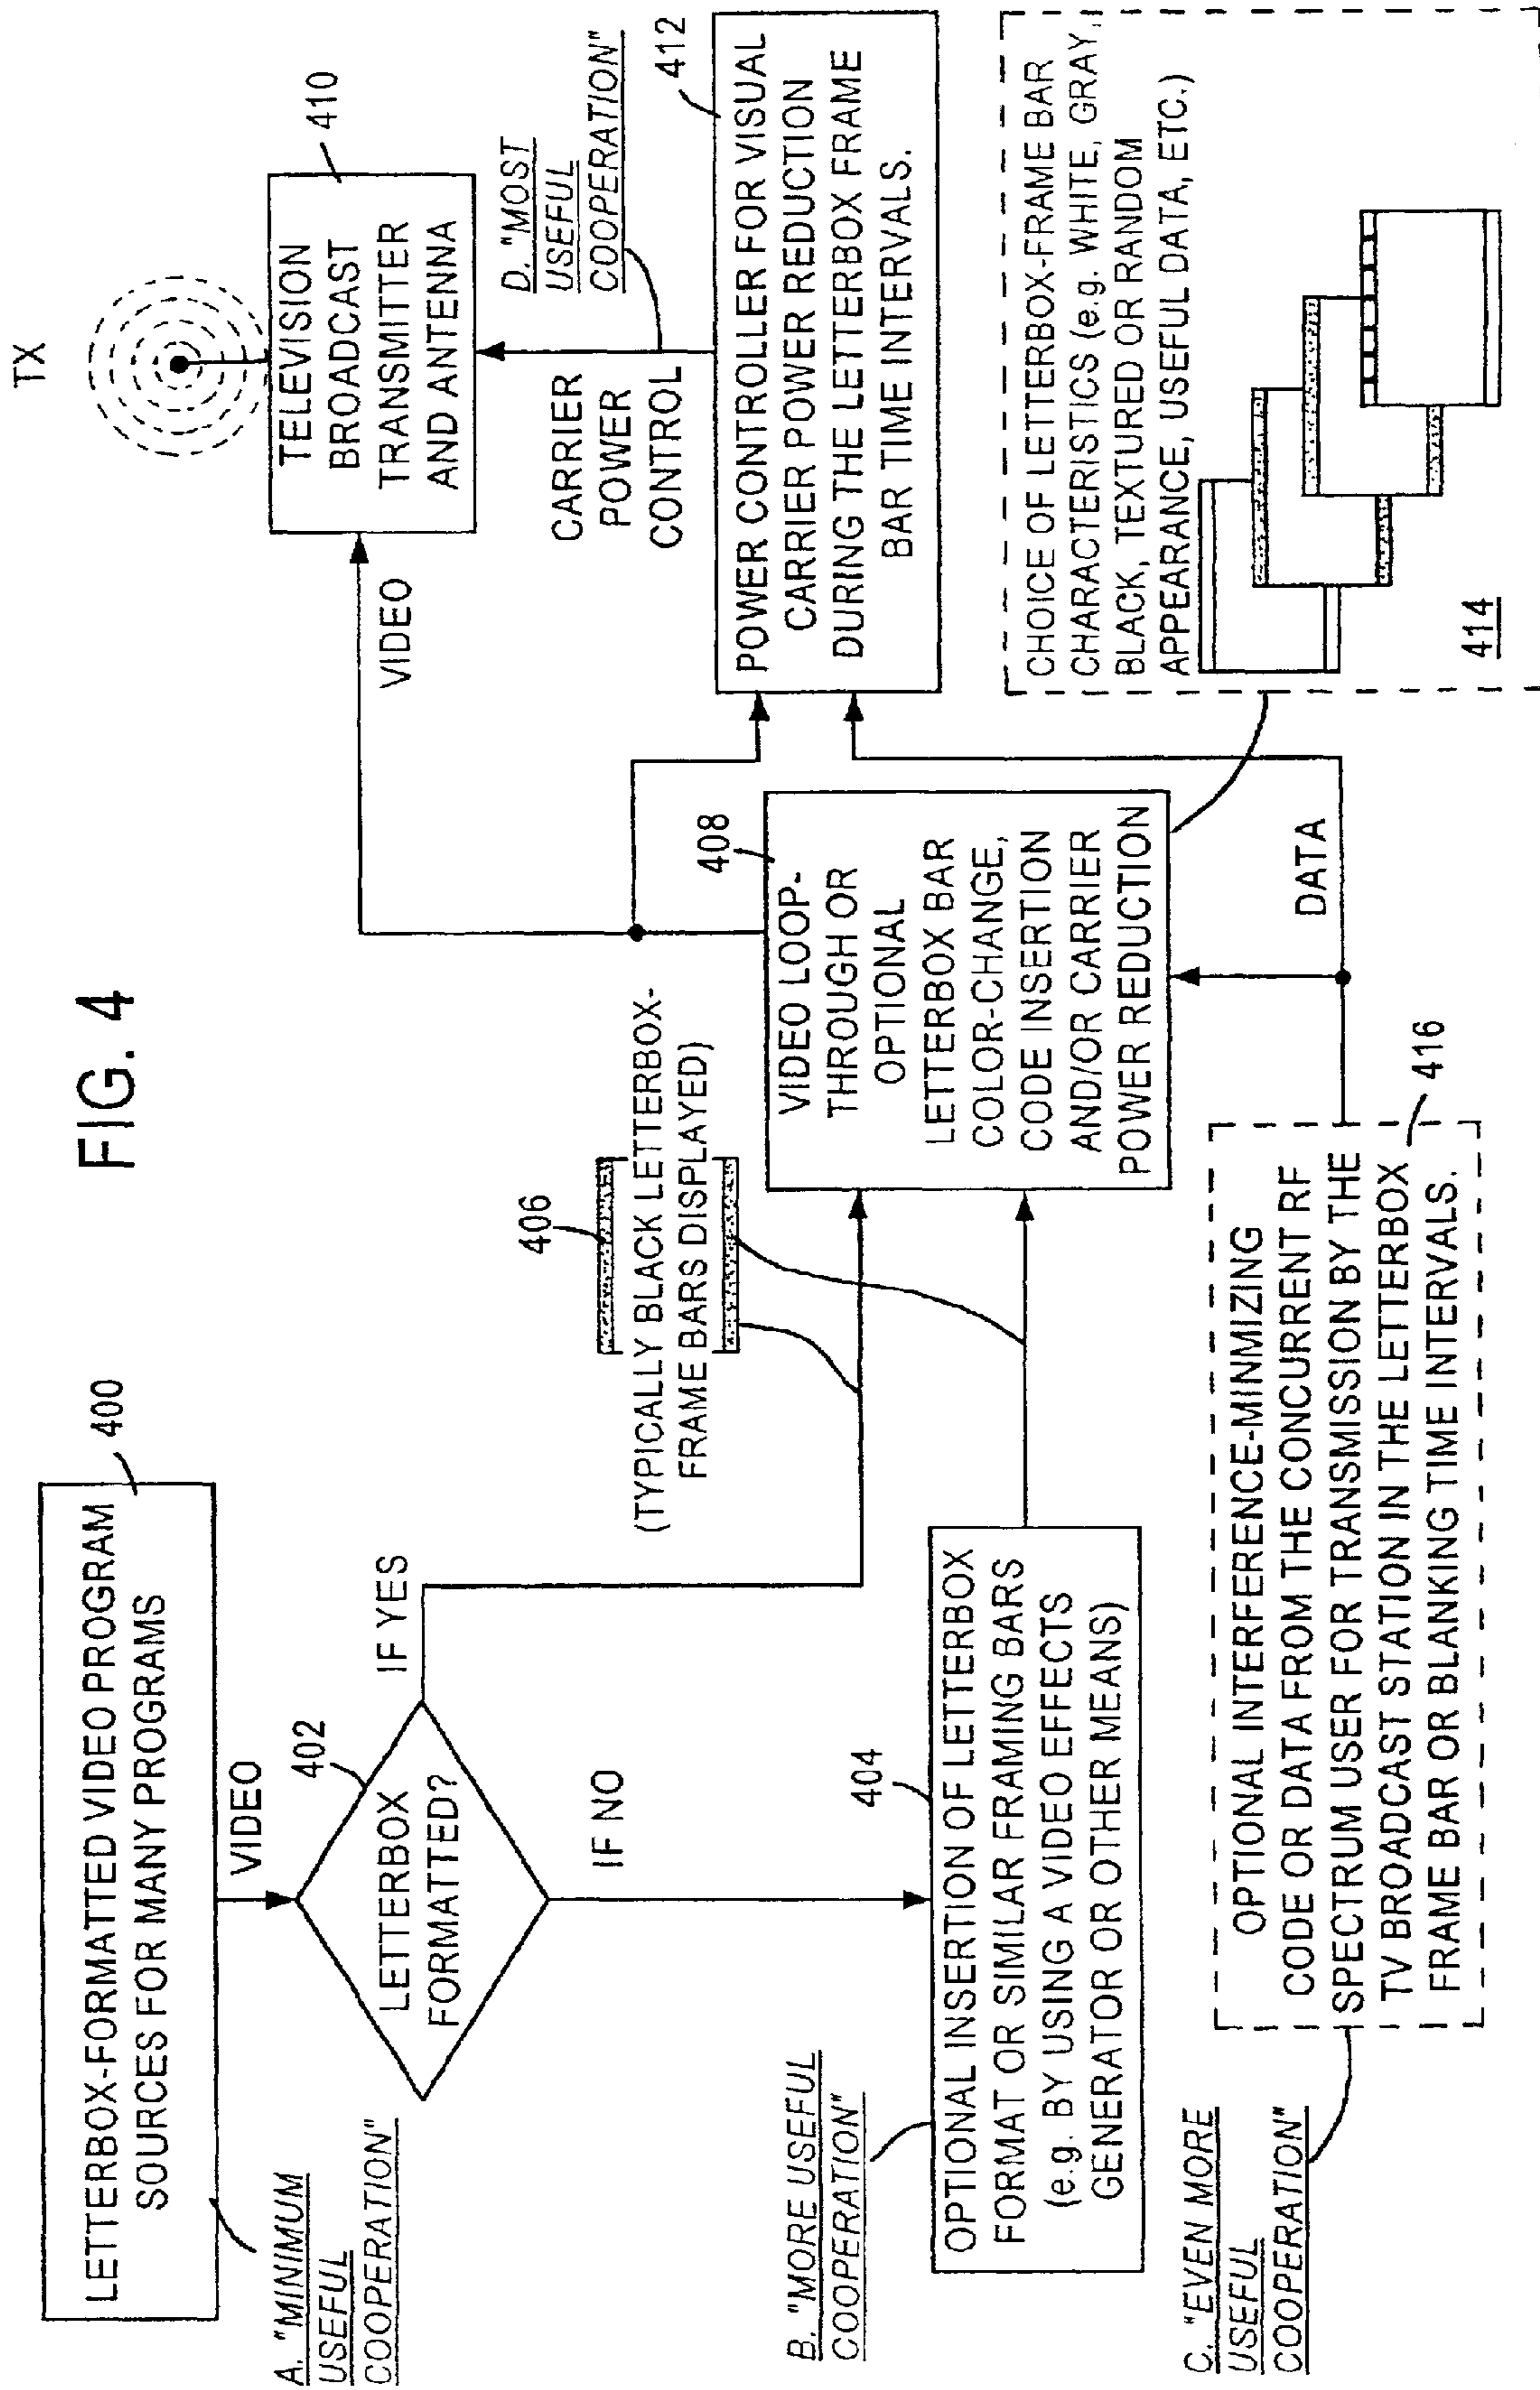 FIG. 4
LETTERBOX-FORMATTED VIDEO PROGRAM
SOURCES FOR MANY PROGRAMS
400
A. "MINIMUM
USEFUL
COOPERATION"
VIDEO
402
LETTERBOX
FORMATTED?
IF YES
IF NO
404
B. "MORE USEFUL
COOPERATION"
OPTIONAL INSERTION OF LETTERBOX
FORMAT OR SIMILAR FRAMING BARS
(e.g. BY USING A VIDEO EFFECTS
GENERATOR OR OTHER MEANS)
406
(TYPICALLY BLACK LETTERBOX-
FRAME BARS DISPLAYED)
408
VIDEO LOOP-
THROUGH OR
OPTIONAL
LETTERBOX BAR
COLOR-CHANGE,
CODE INSERTION
AND/OR CARRIER
POWER REDUCTION
C. "EVEN MORE
USEFUL
COOPERATION"
OPTIONAL INTERFERENCE-MINIMIZING
CODE OR DATA FROM THE CONCURRENT RF
SPECTRUM USER FOR TRANSMISSION BY THE
TV BROADCAST STATION IN THE LETTERBOX
FRAME BAR OR BLANKING TIME INTERVALS.
416
DATA
VIDEO
TX
TELEVISION
BROADCAST
TRANSMITTER
AND ANTENNA
410
CARRIER
POWER
CONTROL
D. "MOST
USEFUL
COOPERATION"
412
POWER CONTROLLER FOR VISUAL
CARRIER POWER REDUCTION
DURING THE LETTERBOX FRAME
BAR TIME INTERVALS.
CHOICE OF LETTERBOX-FRAME BAR
CHARACTERISTICS (e.g. WHITE, GRAY,
BLACK, TEXTURED OR RANDOM
APPEARANCE, USEFUL DATA, ETC.)
414